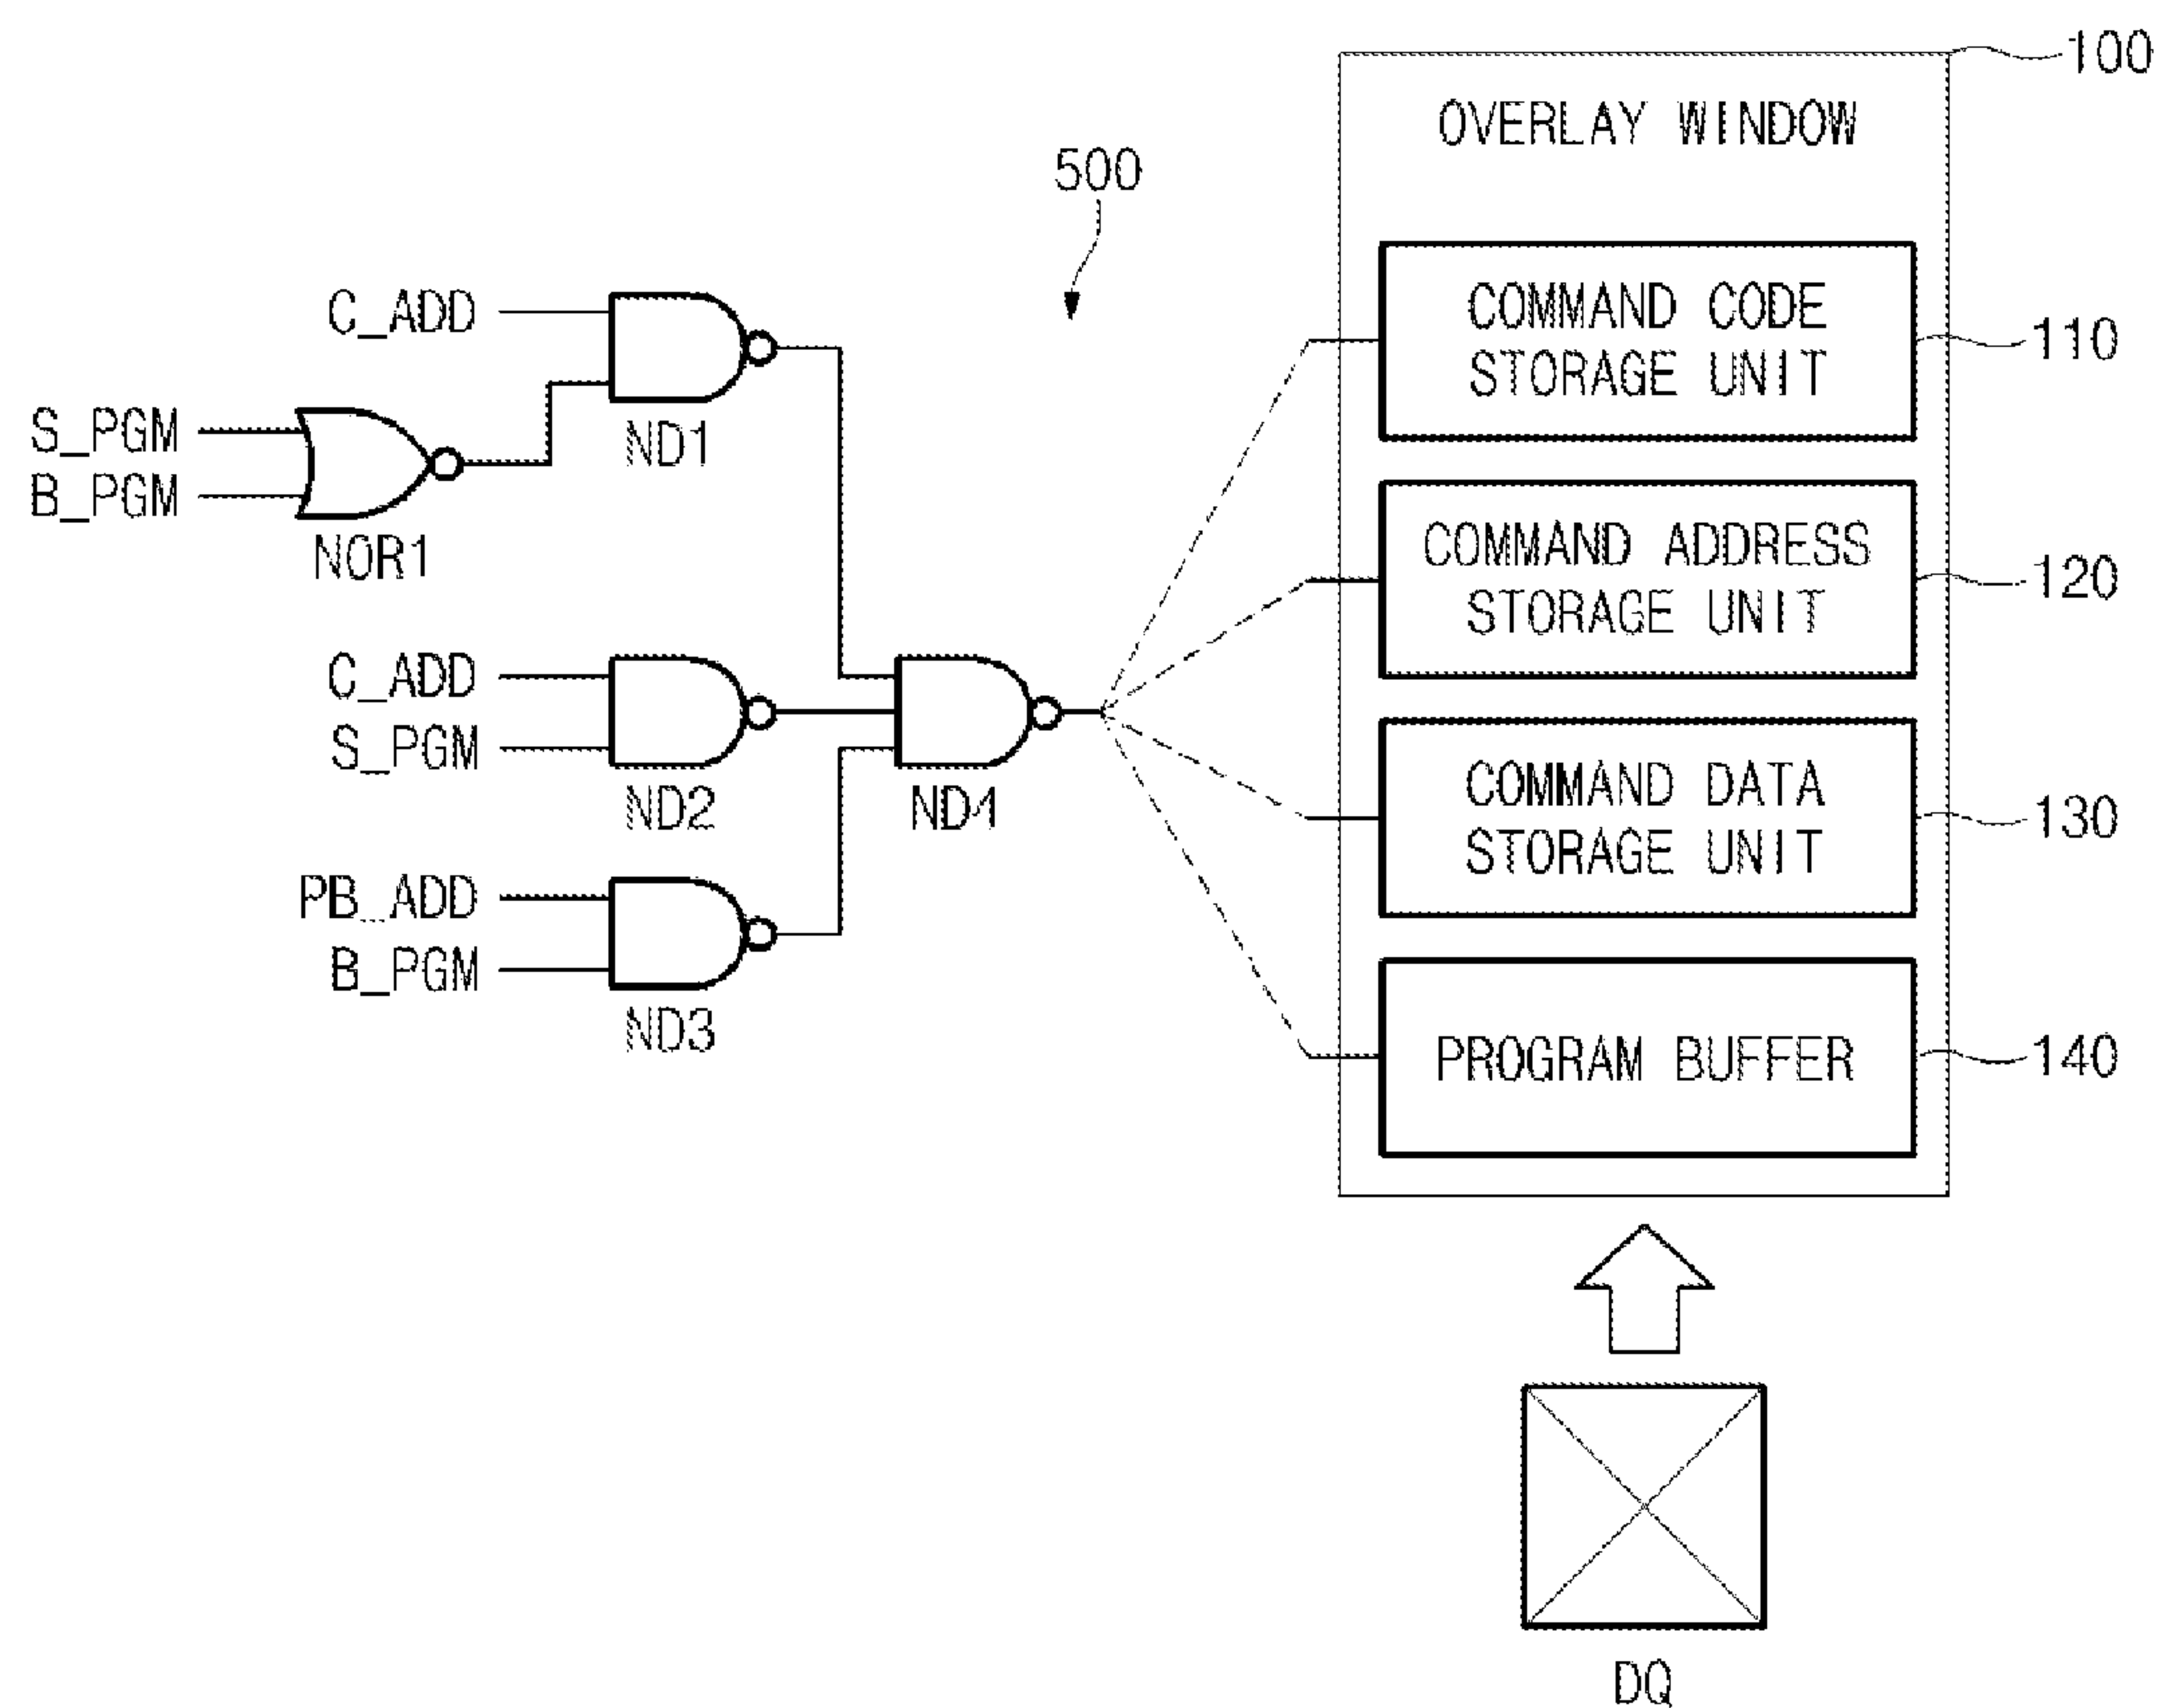 100
OVERLAY WINDOW
500
C_ADD
COMMAND CODE
STORAGE UNIT
110
S_PGM
B_PGM
ND1
NOR1
COMMAND ADDRESS
STORAGE UNIT
120
C_ADD
S_PGM
ND2
ND4
COMMAND DATA
STORAGE UNIT
130
PB_ADD
B_PGM
ND3
PROGRAM BUFFER
140
DQ